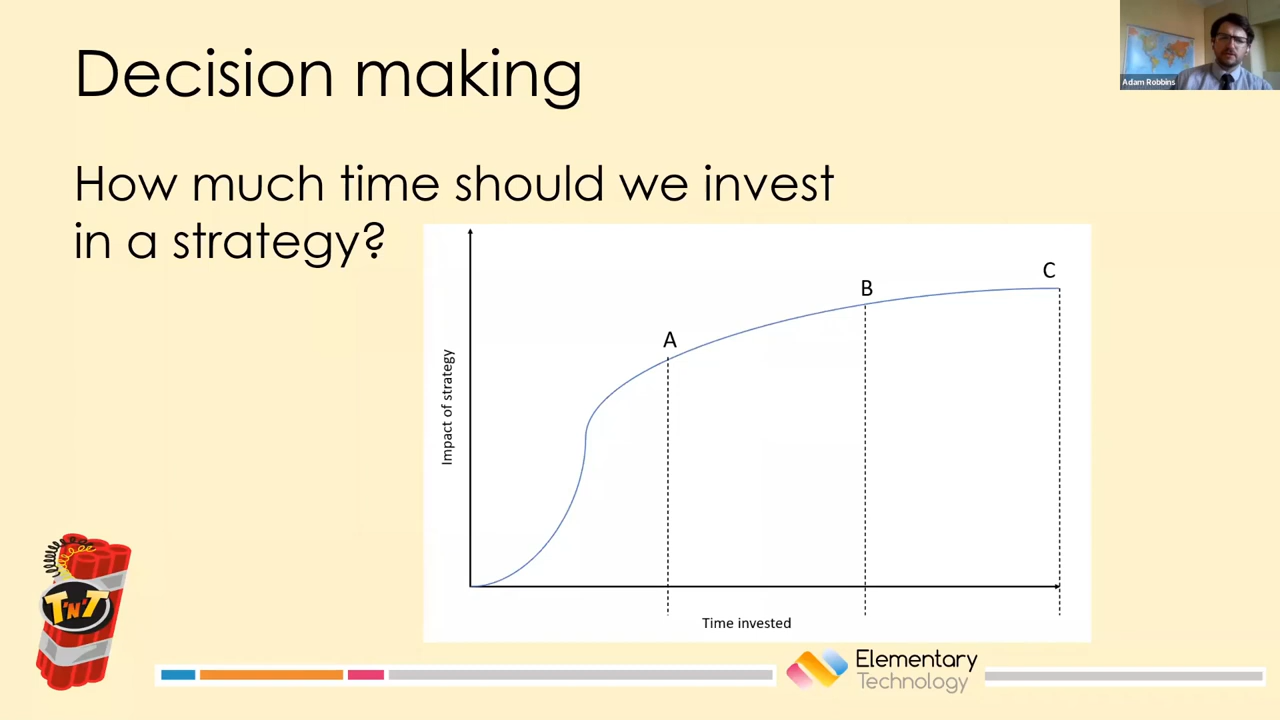 Decision making
Adam Robbins
How much time should we invest
in a strategy?
C
B
A
Impact of strategy
Time invested
T'N'T
Elementary
Technology